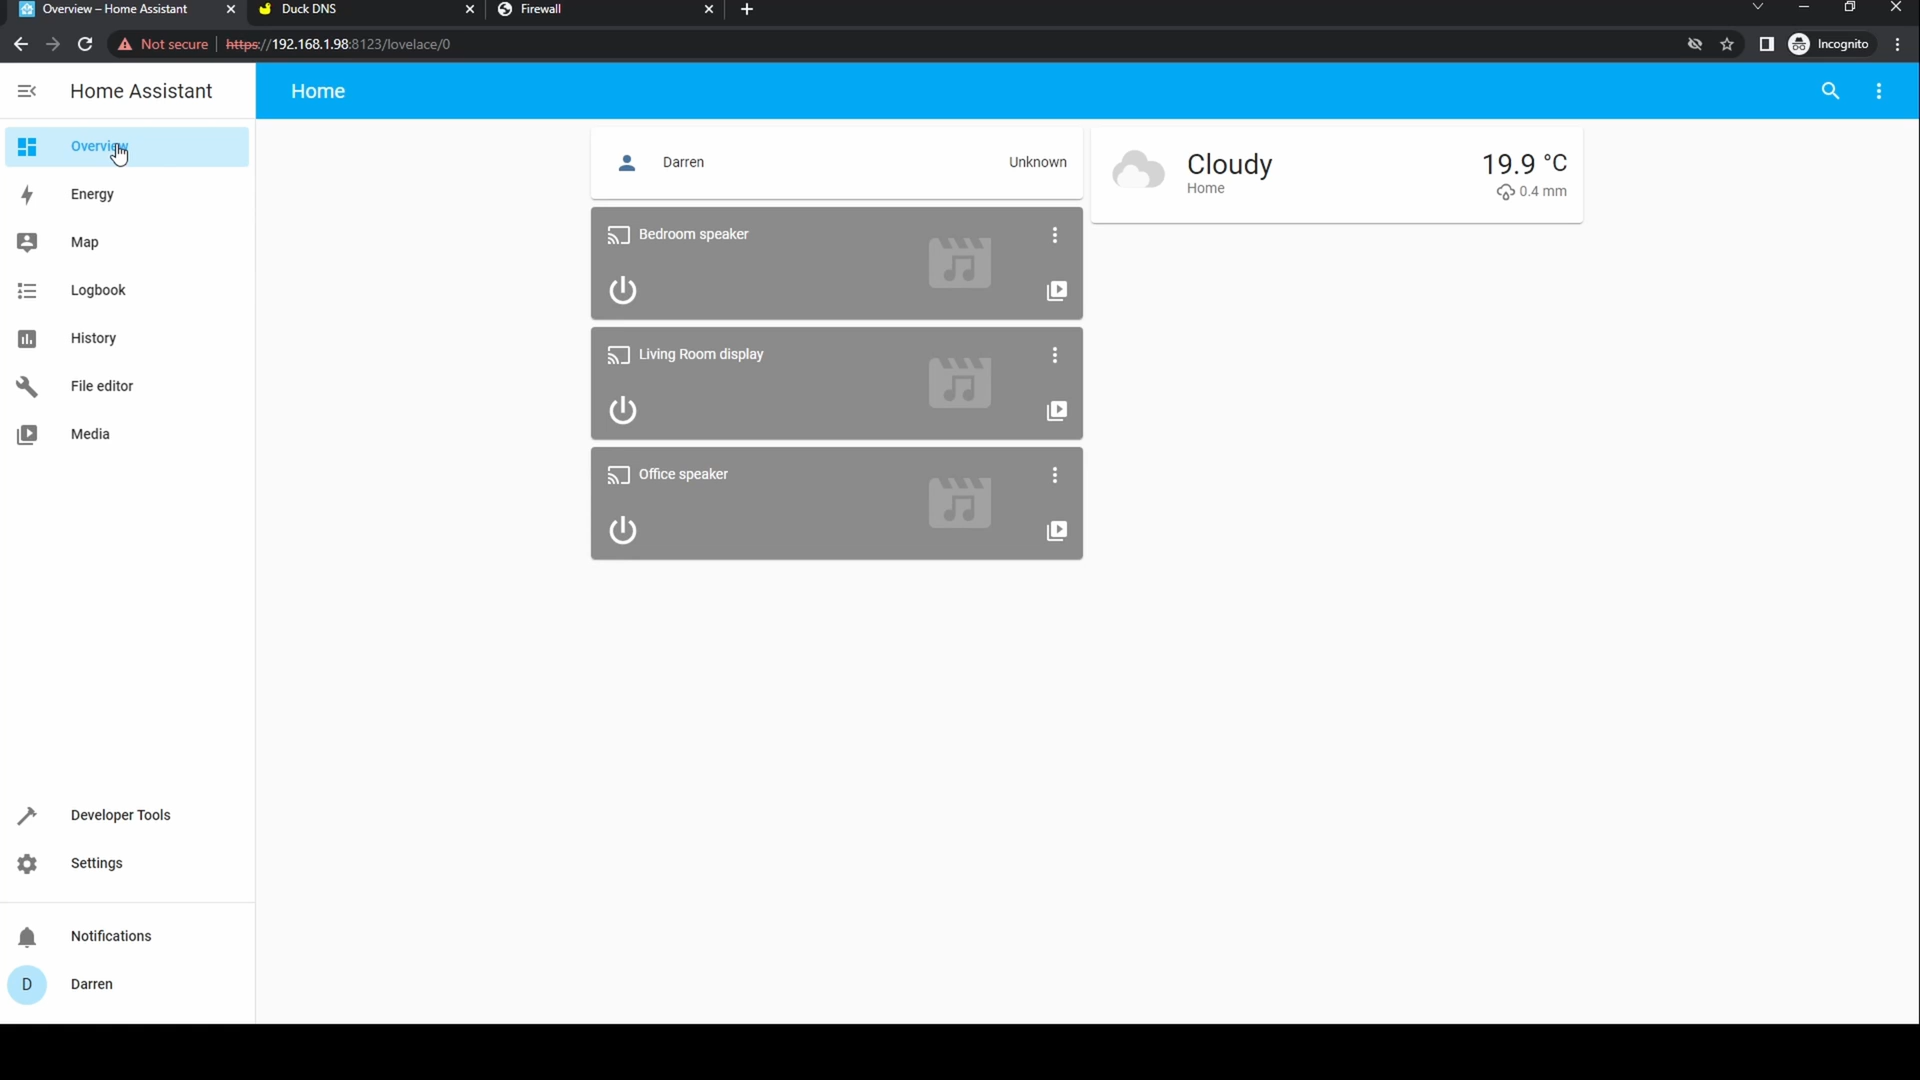 Overview – Home Assistant
Duck DNS
Firewall
Not secure
https://192.168.1.98:8123/lovelace/0
Incognito
Home Assistant
Home
Overview
Energy
Map
Logbook
History
File editor
Media
Developer Tools
Settings
Notifications
D
Darren
Darren
Unknown
Bedroom speaker
Living Room display
Office speaker
Cloudy
Home
19.9 °C
0.4 mm